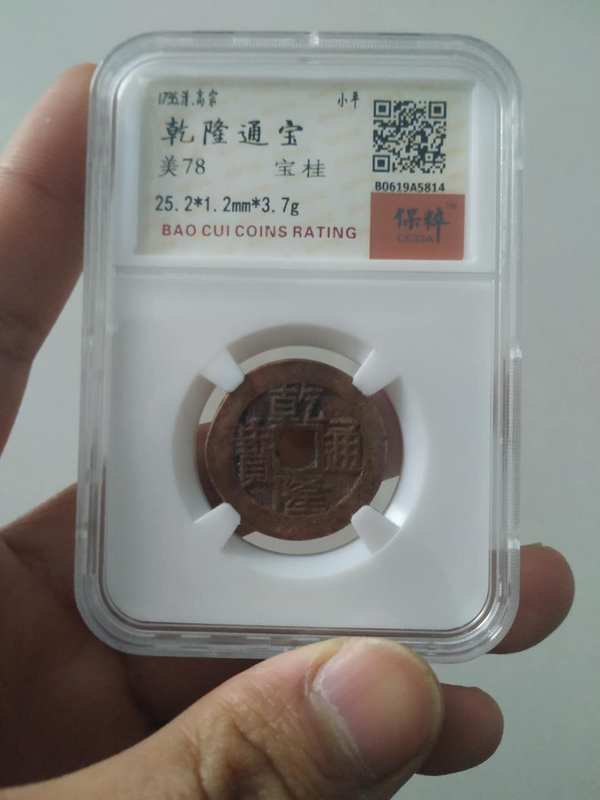 1736清.高宗 小平
乾隆通宝
美78 宝桂
25.2*1.2mm*3.7g
BAO CUI COINS RATING
B0619A5814
保粹
乾隆通寶